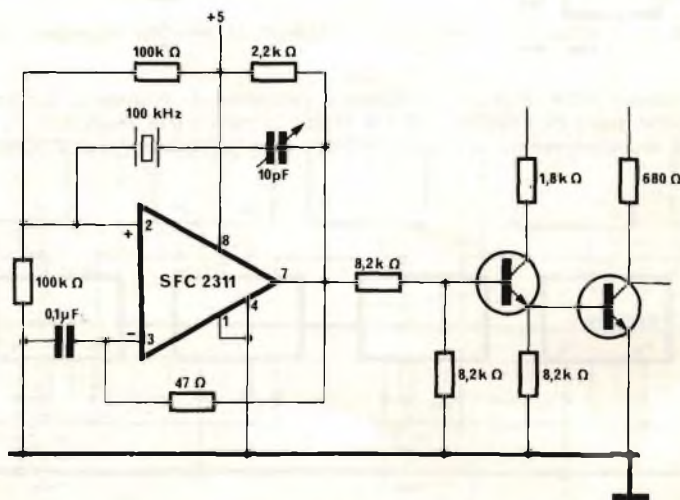 +5
100k Ω
2,2k Ω
100 kHz
10pF
1,8k Ω
680 Ω
2
+
8
SFC 2311
7
8,2k Ω
100k Ω
0,1µF
4
1
−
3
47 Ω
8,2k Ω
8,2k Ω